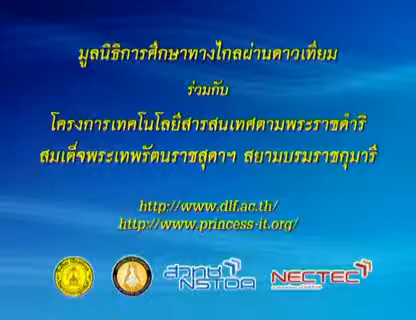 มูลนิธิการศึกษาทางไกลผ่านดาวเทียม
ร่วมกับ
โครงการเทคโนโลยีสารสนเทศตามพระราชดำริ
สมเด็จพระเทพรัตนราชสุดาฯ สยามบรมราชกุมารี
http://www.dlf.ac.th/
http://www.princess-it.org/
สวทช
NSTDA
NECTEC